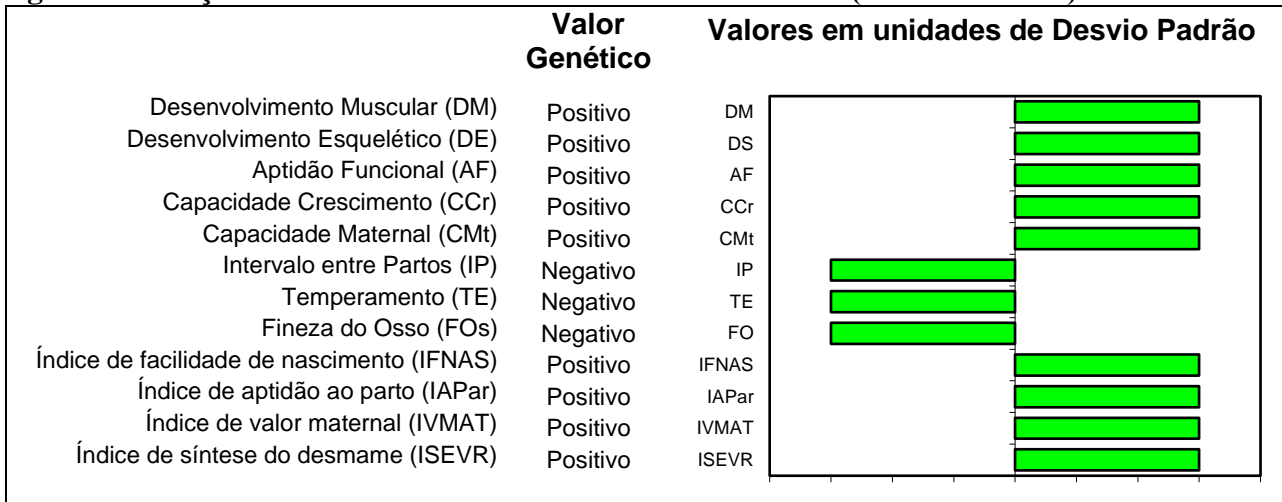 Valor Genético
Valores em unidades de Desvio Padrão
Desenvolvimento Muscular (DM) Positivo DM
Desenvolvimento Esquelético (DE) Positivo DS
Aptidão Funcional (AF) Positivo AF
Capacidade Crescimento (CCr) Positivo CCr
Capacidade Maternal (CMt) Positivo CMt
Intervalo entre Partos (IP) Negativo IP
Temperamento (TE) Negativo TE
Fineza do Osso (FOs) Negativo FO
Índice de facilidade de nascimento (IFNAS) Positivo IFNAS
Índice de aptidão ao parto (IAPar) Positivo IAPar
Índice de valor maternal (IVMAT) Positivo IVMAT
Índice de síntese do desmame (ISEVR) Positivo ISEVR